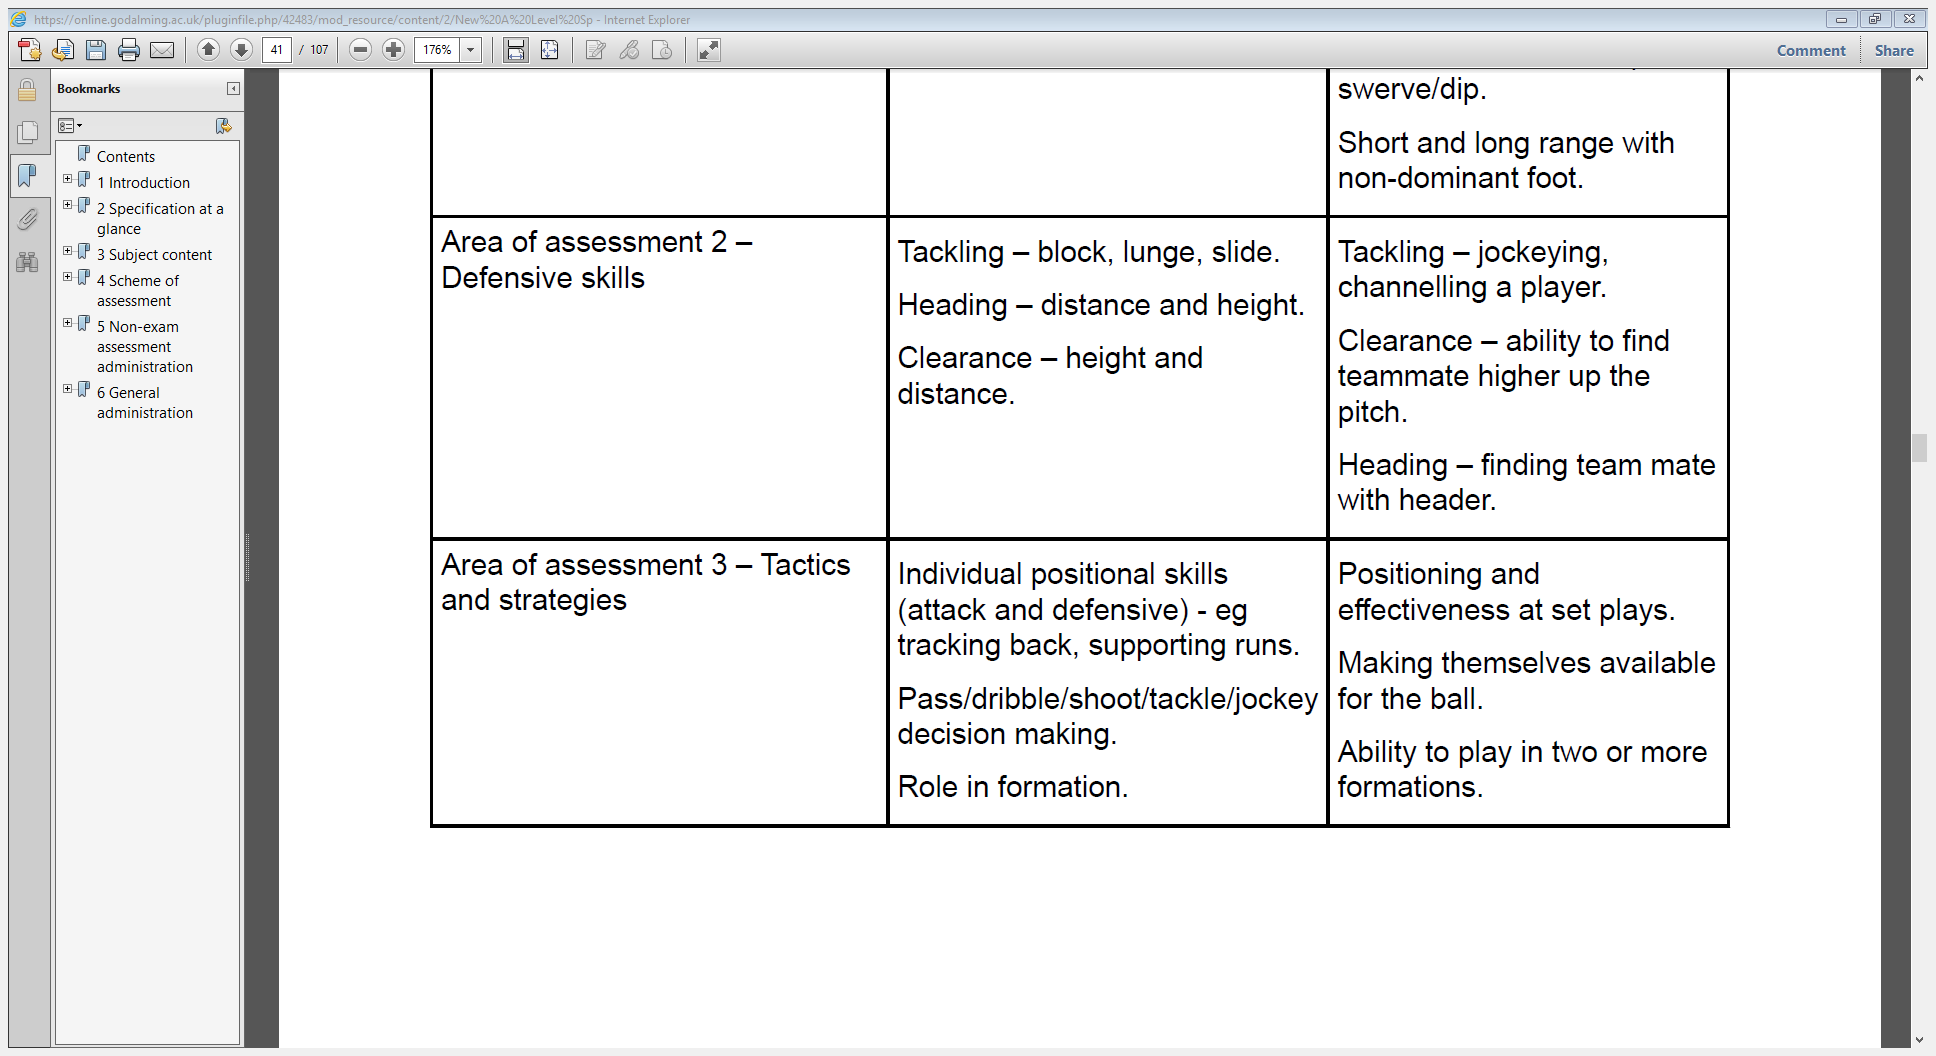 https://online.godalming.ac.uk/pluginfile.php/42483/mod_resource/content/2/New%20A%20Level%20Sp - Internet Explorer
41 / 107
176%
Comment
Share
Bookmarks
Contents
1 Introduction
2 Specification at a
glance
3 Subject content
4 Scheme of
assessment
5 Non-exam
assessment
administration
6 General
administration
swerve/dip.
Short and long range with
non-dominant foot.
Area of assessment 2 –
Defensive skills
Tackling – block, lunge, slide.
Heading – distance and height.
Clearance – height and
distance.
Tackling – jockeying,
channelling a player.
Clearance – ability to find
teammate higher up the
pitch.
Heading – finding team mate
with header.
Area of assessment 3 – Tactics
and strategies
Individual positional skills
(attack and defensive) - eg
tracking back, supporting runs.
Pass/dribble/shoot/tackle/jockey
decision making.
Role in formation.
Positioning and
effectiveness at set plays.
Making themselves available
for the ball.
Ability to play in two or more
formations.